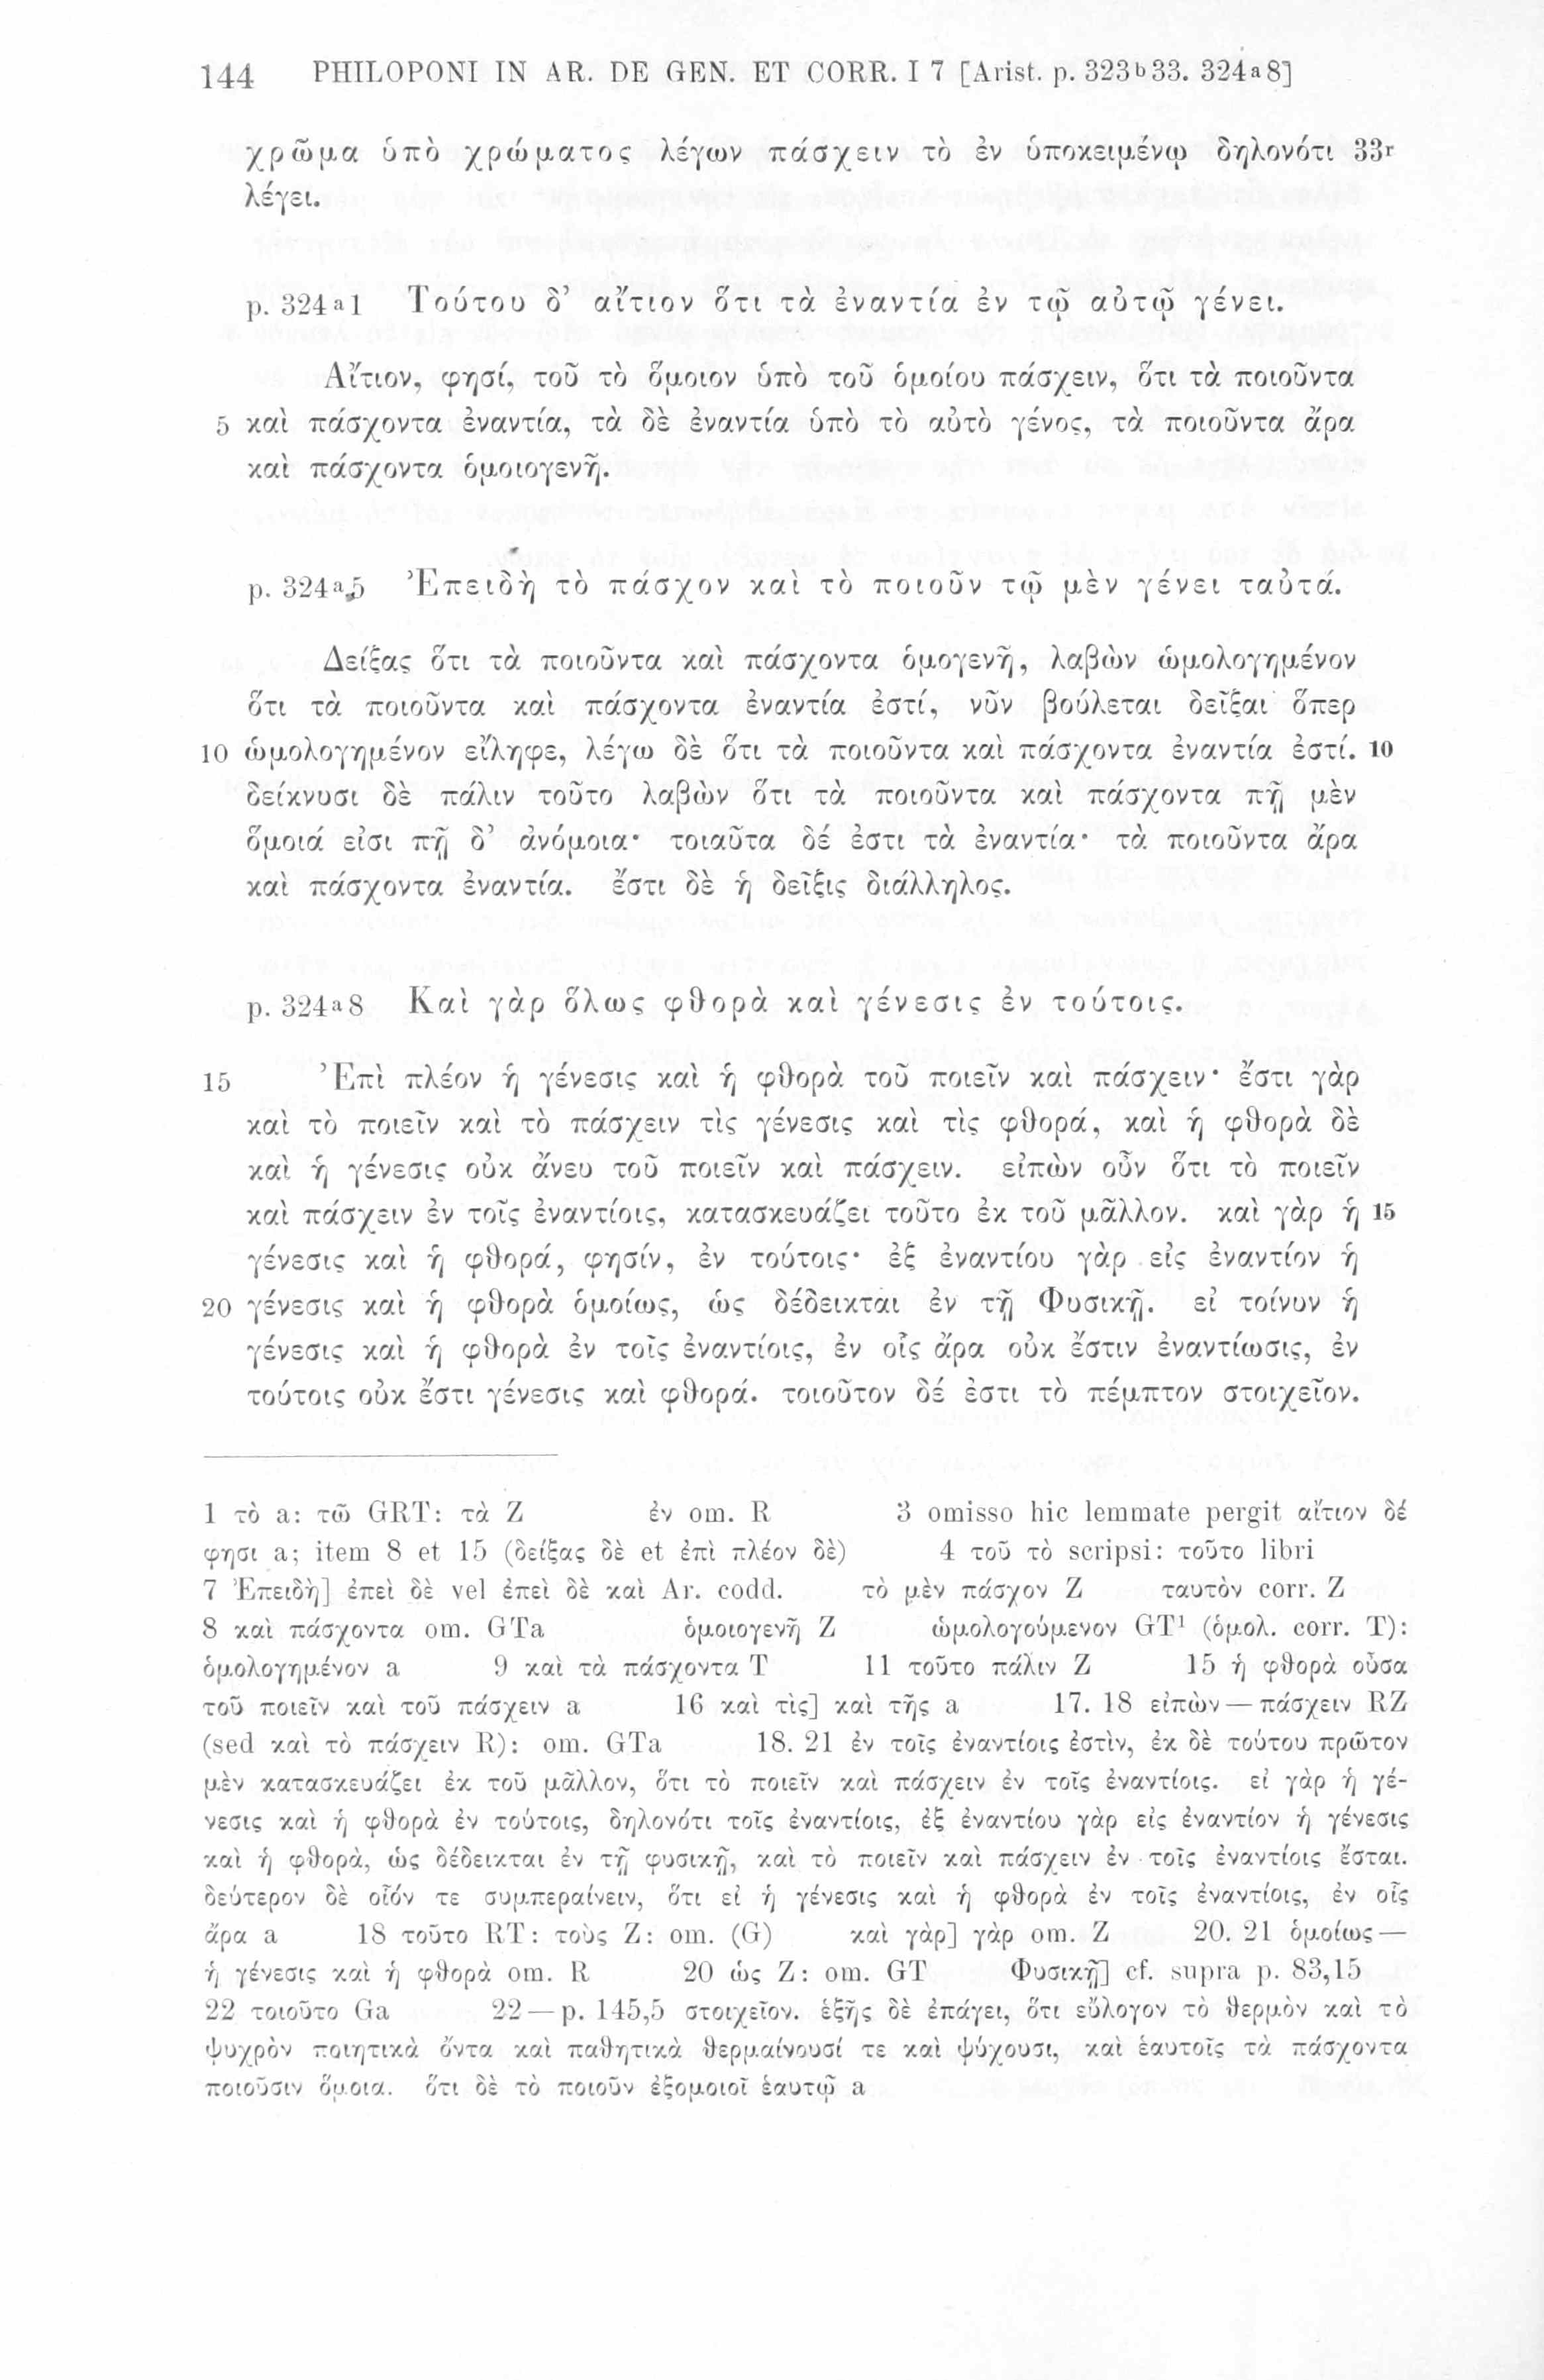 144 PHILOPONI IN AR. DE GEN. ET CORR. I 7 [Arist. p. 323b33. 324a8]
χρῶμα ὑπὸ χρώματος λέγων πάσχειν τὸ ἐν ὑποκειμένῳ δηλονότι 33r
λέγει.
p. 324a1 Τούτου δ’ αἴτιον ὅτι τὰ ἐναντία ἐν τῷ αὐτῷ γένει.
Αἴτιον, φησί, τοῦ τὸ ὅμοιον ὑπὸ τοῦ ὁμοίου πάσχειν, ὅτι τὰ ποιοῦντα
5 καὶ πάσχοντα ἐναντία, τὰ δὲ ἐναντία ὑπὸ τὸ αὐτὸ γένος, τὰ ποιοῦντα ἄρα
καὶ πάσχοντα ὁμοιογενῆ.
p. 324a5 Ἐπειδὴ τὸ πάσχον καὶ τὸ ποιοῦν τῷ μὲν γένει ταὐτά.
Δείξας ὅτι τὰ ποιοῦντα καὶ πάσχοντα ὁμογενῆ, λαβὼν ὡμολογημένον
ὅτι τὰ ποιοῦντα καὶ πάσχοντα ἐναντία ἐστί, νῦν βούλεται δεῖξαι ὅπερ
10 ὡμολογημένον εἴληφε, λέγω δὲ ὅτι τὰ ποιοῦντα καὶ πάσχοντα ἐναντία ἐστί. 10
δείκνυσι δὲ πάλιν τοῦτο λαβὼν ὅτι τὰ ποιοῦντα καὶ πάσχοντα πῇ μὲν
ὅμοιά εἰσι πῇ δ’ ἀνόμοια· τοιαῦτα δέ ἐστι τὰ ἐναντία· τὰ ποιοῦντα ἄρα
καὶ πάσχοντα ἐναντία. ἔστι δὲ ἡ δεῖξις διάλληλος.
p. 324a8 Καὶ γὰρ ὅλως φθορὰ καὶ γένεσις ἐν τούτοις.
15 Ἐπὶ πλέον ἡ γένεσις καὶ ἡ φθορὰ τοῦ ποιεῖν καὶ πάσχειν· ἔστι γὰρ
καὶ τὸ ποιεῖν καὶ τὸ πάσχειν τὶς γένεσις καὶ τὶς φθορά, καὶ ἡ φθορὰ δὲ
καὶ ἡ γένεσις οὐκ ἄνευ τοῦ ποιεῖν καὶ πάσχειν. εἰπὼν οὖν ὅτι τὸ ποιεῖν
καὶ πάσχειν ἐν τοῖς ἐναντίοις, κατασκευάζει τοῦτο ἐκ τοῦ μᾶλλον. καὶ γὰρ ἡ 15
γένεσις καὶ ἡ φθορά, φησίν, ἐν τούτοις· ἐξ ἐναντίου γὰρ εἰς ἐναντίον ἡ
20 γένεσις καὶ ἡ φθορὰ ὁμοίως, ὡς δέδεικται ἐν τῇ Φυσικῇ. εἰ τοίνυν ἡ
γένεσις καὶ ἡ φθορὰ ἐν τοῖς ἐναντίοις, ἐν οἷς ἄρα οὐκ ἔστιν ἐναντίωσις, ἐν
τούτοις οὐκ ἔστι γένεσις καὶ φθορά. τοιοῦτον δέ ἐστι τὸ πέμπτον στοιχεῖον.
1 τὸ a: τῶ GRT: τὰ Z ἐν om. R 3 omisso hic lemmate pergit αἴτιον δέ
φησι a; item 8 et 15 (δείξας δὲ et ἐπὶ πλέον δὲ) 4 τοῦ τὸ scripsi: τοῦτο libri
7 Ἐπειδὴ] ἐπεὶ δὲ vel ἐπεὶ δὲ καὶ Ar. codd. τὸ μὲν πάσχον Z ταυτὸν corr. Z
8 καὶ πάσχοντα om. GTa ὁμοιογενῆ Z ὡμολογούμενον GT1 (ὁμολ. corr. T):
ὁμολογημένον a 9 καὶ τὰ πάσχοντα T 11 τοῦτο πάλιν Z 15 ἡ φθορὰ οὖσα
τοῦ ποιεῖν καὶ τοῦ πάσχειν a 16 καὶ τὶς] καὶ τῆς a 17. 18 εἰπὼν — πάσχειν RZ
(sed καὶ τὸ πάσχειν R): om. GTa 18. 21 ἐν τοῖς ἐναντίοις ἐστὶν, ἐκ δὲ τούτου πρῶτον
μὲν κατασκευάζει ἐκ τοῦ μᾶλλον, ὅτι τὸ ποιεῖν καὶ πάσχειν ἐν τοῖς ἐναντίοις. εἰ γὰρ ἡ γέ-
νεσις καὶ ἡ φθορὰ ἐν τούτοις, δηλονότι τοῖς ἐναντίοις, ἐξ ἐναντίου γὰρ εἰς ἐναντίον ἡ γένεσις
καὶ ἡ φθορὰ, ὡς δέδεικται ἐν τῇ φυσικῇ, καὶ τὸ ποιεῖν καὶ πάσχειν ἐν τοῖς ἐναντίοις ἔσται.
δεύτερον δὲ οἷόν τε συμπεραίνειν, ὅτι εἰ ἡ γένεσις καὶ ἡ φθορὰ ἐν τοῖς ἐναντίοις, ἐν οἷς
ἄρα a 18 τοῦτο RT: τοὺς Z: om. (G) καὶ γὰρ] γὰρ om. Z 20. 21 ὁμοίως —
ἡ γένεσις καὶ ἡ φθορὰ om. R 20 ὡς Z: om. GT Φυσικῇ] cf. supra p. 83,15
22 τοιοῦτο Ga 22 — p. 145,5 στοιχεῖον. ἑξῆς δὲ ἐπάγει, ὅτι εὔλογον τὸ θερμὸν καὶ τὸ
ψυχρὸν ποιητικὰ ὄντα καὶ παθητικὰ θερμαίνουσί τε καὶ ψύχουσι, καὶ ἑαυτοῖς τὰ πάσχοντα
ποιοῦσιν ὅμοια. ὅτι δὲ τὸ ποιοῦν ἐξομοιοῖ ἑαυτῷ a